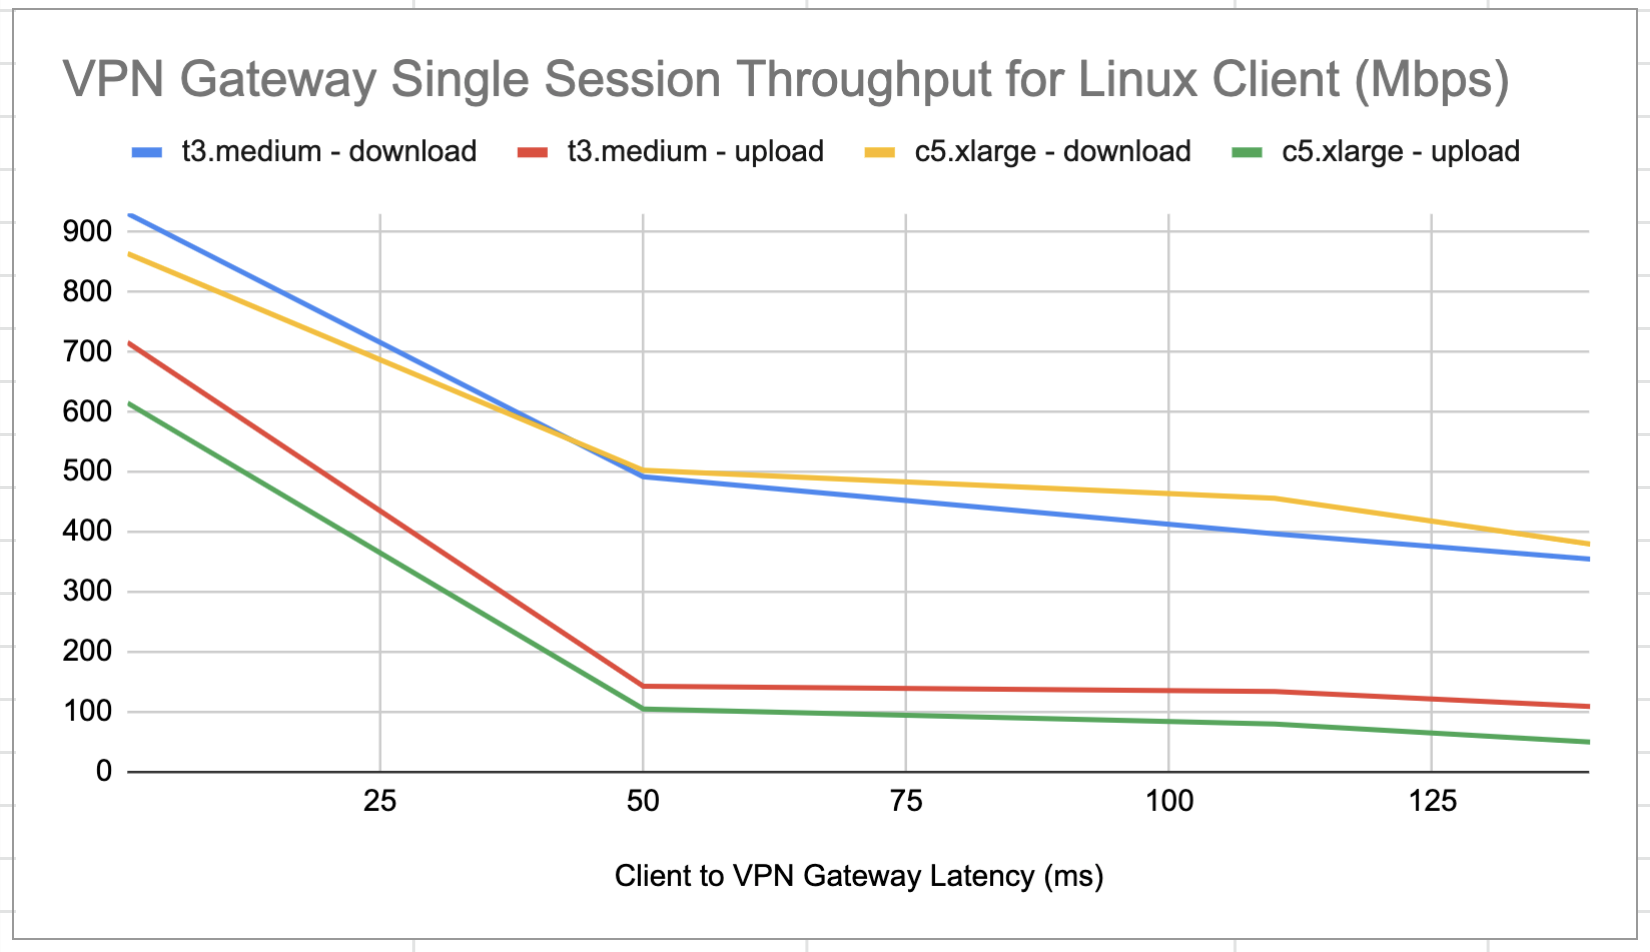 VPN Gateway Single Session Throughput for Linux Client (Mbps)
t3.medium - download t3.medium - upload c5.xlarge - download c5.xlarge - upload
900
800
700
600
500
400
300
200
100
0
25 50 75 100 125
Client to VPN Gateway Latency (ms)